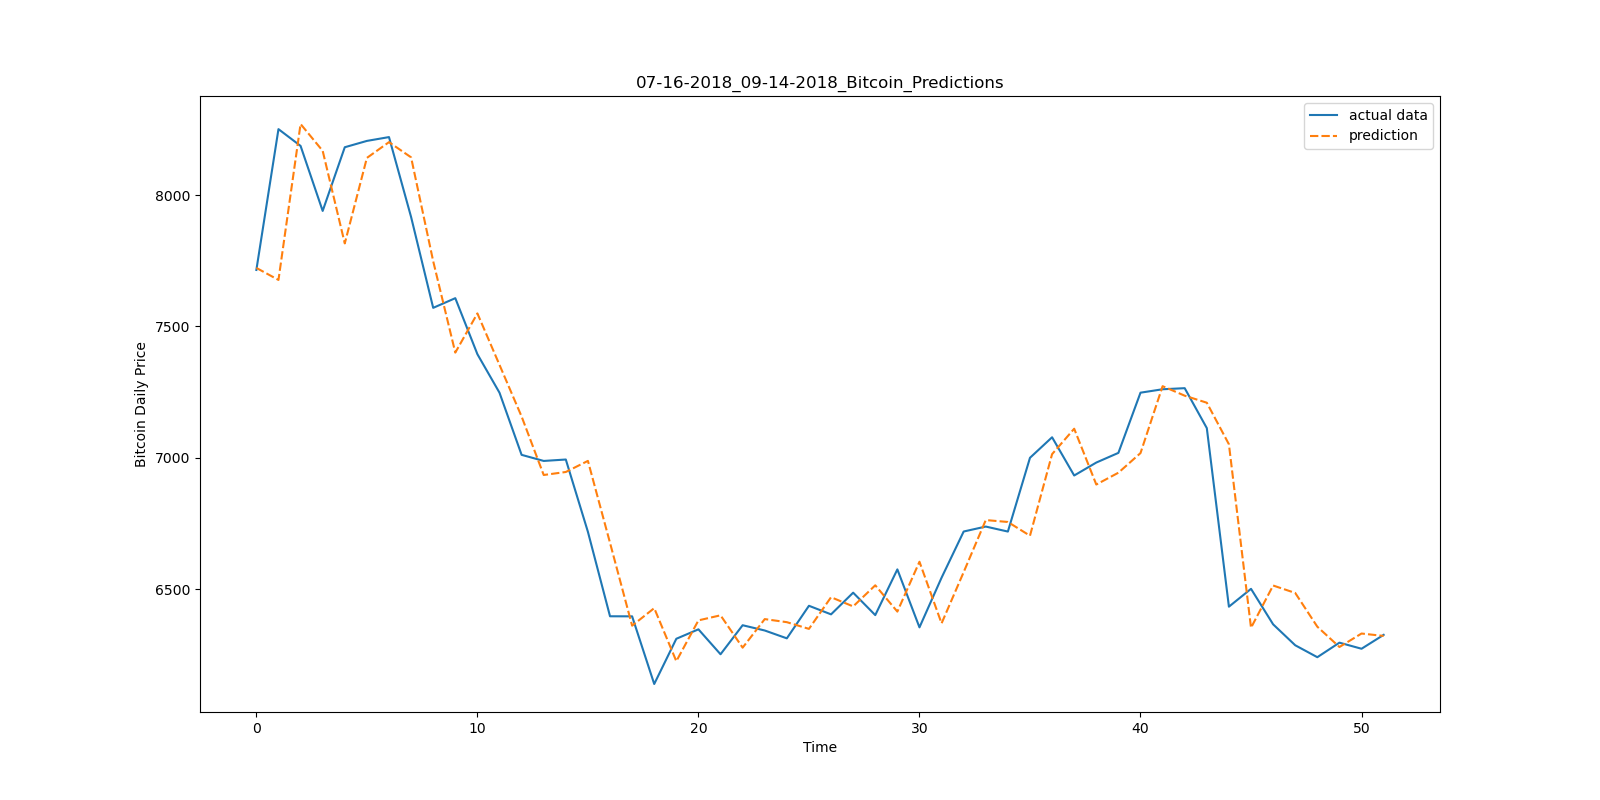 07-16-2018_09-14-2018_Bitcoin_Predictions
actual data
prediction
Bitcoin Daily Price
8000
7500
7000
6500
0 10 20 30 40 50
Time